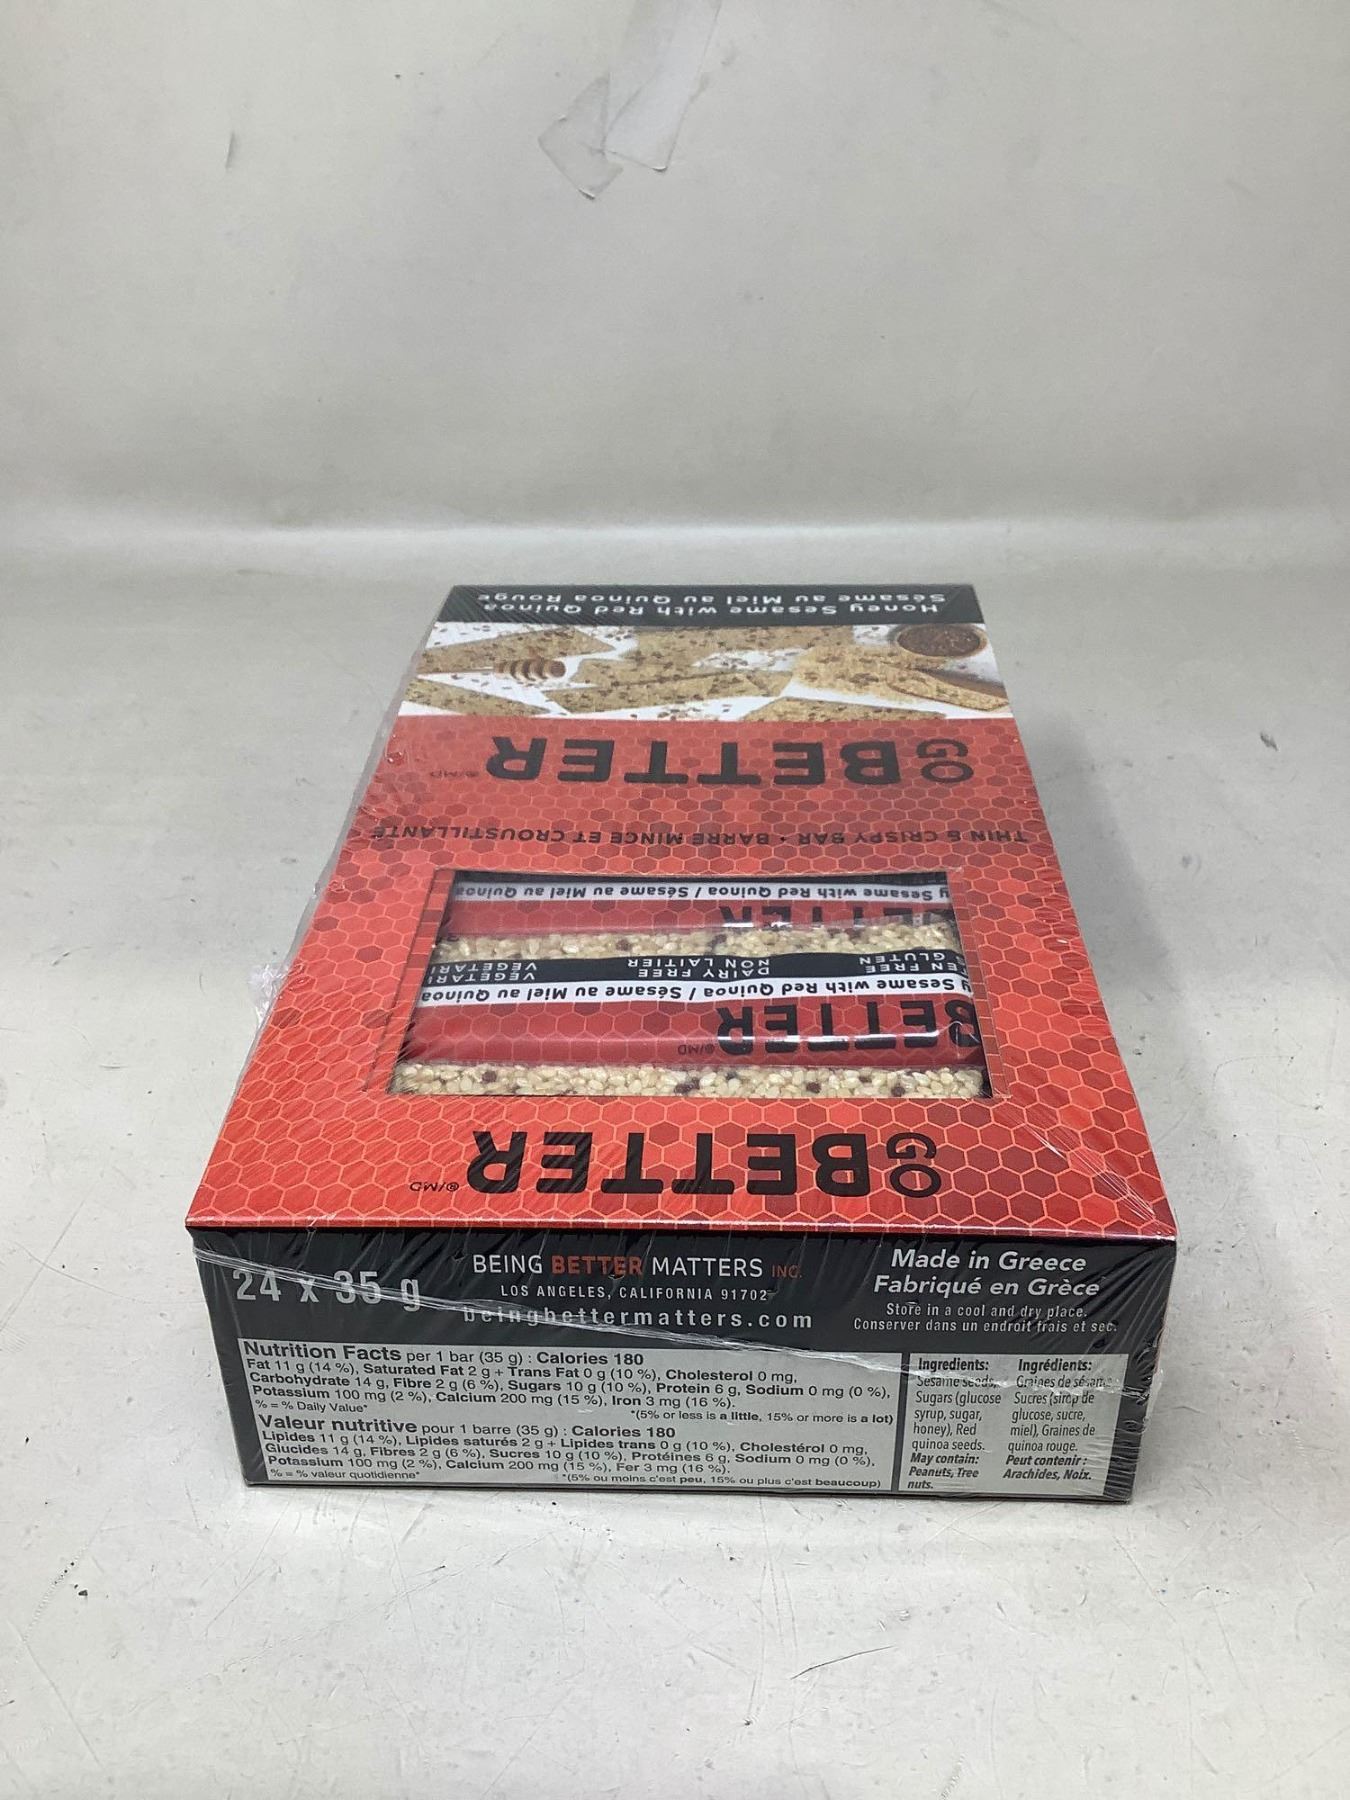 Honey Sesame with Red Quinoa
Sésame au Miel au Quinoa Rouge
GO
BETTER ®/MD
THIN & CRISPY BAR • BARRE MINCE ET CROUSTILLANTE
Sesame with Red Quinoa / Sésame au Miel au Quinoa
DAIRY FREE
NON LAITIER
GLUTEN
BETTER ®/MD
Sesame with Red Quinoa / Sésame au Miel au Quinoa
GO
BETTER ®/MD
24 x 35 g
BEING BETTER MATTERS INC.
LOS ANGELES, CALIFORNIA 91702
beingbettermatters.com
Made in Greece
Fabriqué en Grèce
Store in a cool and dry place.
Conserver dans un endroit frais et sec.
Nutrition Facts per 1 bar (35 g) : Calories 180
Fat 11 g (14 %), Saturated Fat 2 g + Trans Fat 0 g (10 %), Cholesterol 0 mg,
Carbohydrate 14 g, Fibre 2 g (6 %), Sugars 10 g (10 %), Protein 6 g, Sodium 0 mg (0 %),
Potassium 100 mg (2 %), Calcium 200 mg (15 %), Iron 3 mg (16 %).
% = % Daily Value*
*(5% or less is a little, 15% or more is a lot)
Valeur nutritive pour 1 barre (35 g) : Calories 180
Lipides 11 g (14 %), Lipides saturés 2 g + Lipides trans 0 g (10 %), Cholestérol 0 mg,
Glucides 14 g, Fibres 2 g (6 %), Sucres 10 g (10 %), Protéines 6 g, Sodium 0 mg (0 %),
Potassium 100 mg (2 %), Calcium 200 mg (15 %), Fer 3 mg (16 %).
% = % valeur quotidienne*
*(5% ou moins c'est peu, 15% ou plus c'est beaucoup)
Ingredients:
Sesame seeds,
Sugars (glucose
syrup, sugar,
honey), Red
quinoa seeds.
May contain:
Peanuts, Tree
nuts.
Ingrédients:
Graines de sésame,
Sucres (sirop de
glucose, sucre,
miel), Graines de
quinoa rouge.
Peut contenir :
Arachides, Noix.